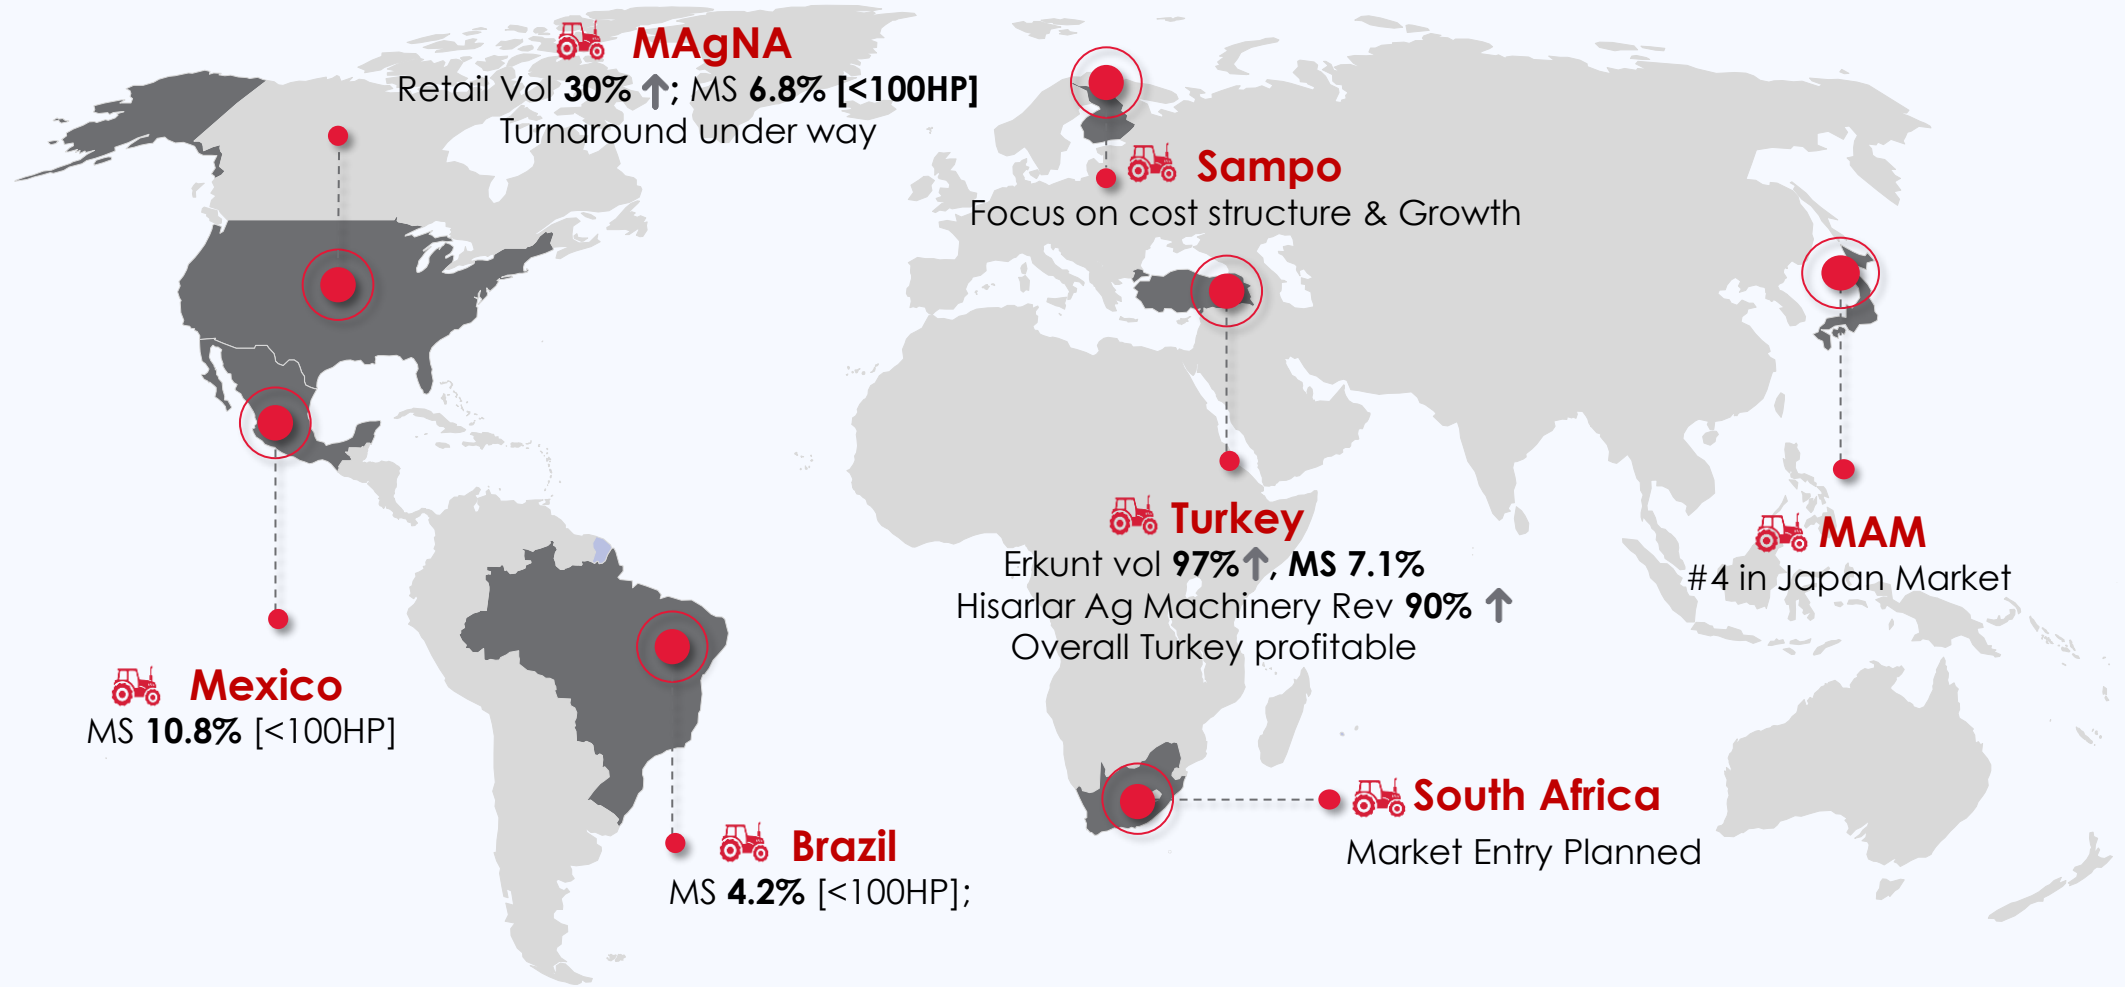 MAgNA
Retail Vol 30% ↑; MS 6.8% [<100HP]
Turnaround under way
Sampo
Focus on cost structure & Growth
Turkey
Erkunt vol 97%↑, MS 7.1%
Hisarlar Ag Machinery Rev 90% ↑
Overall Turkey profitable
MAM
#4 in Japan Market
Mexico
MS 10.8% [<100HP]
Brazil
MS 4.2% [<100HP];
South Africa
Market Entry Planned